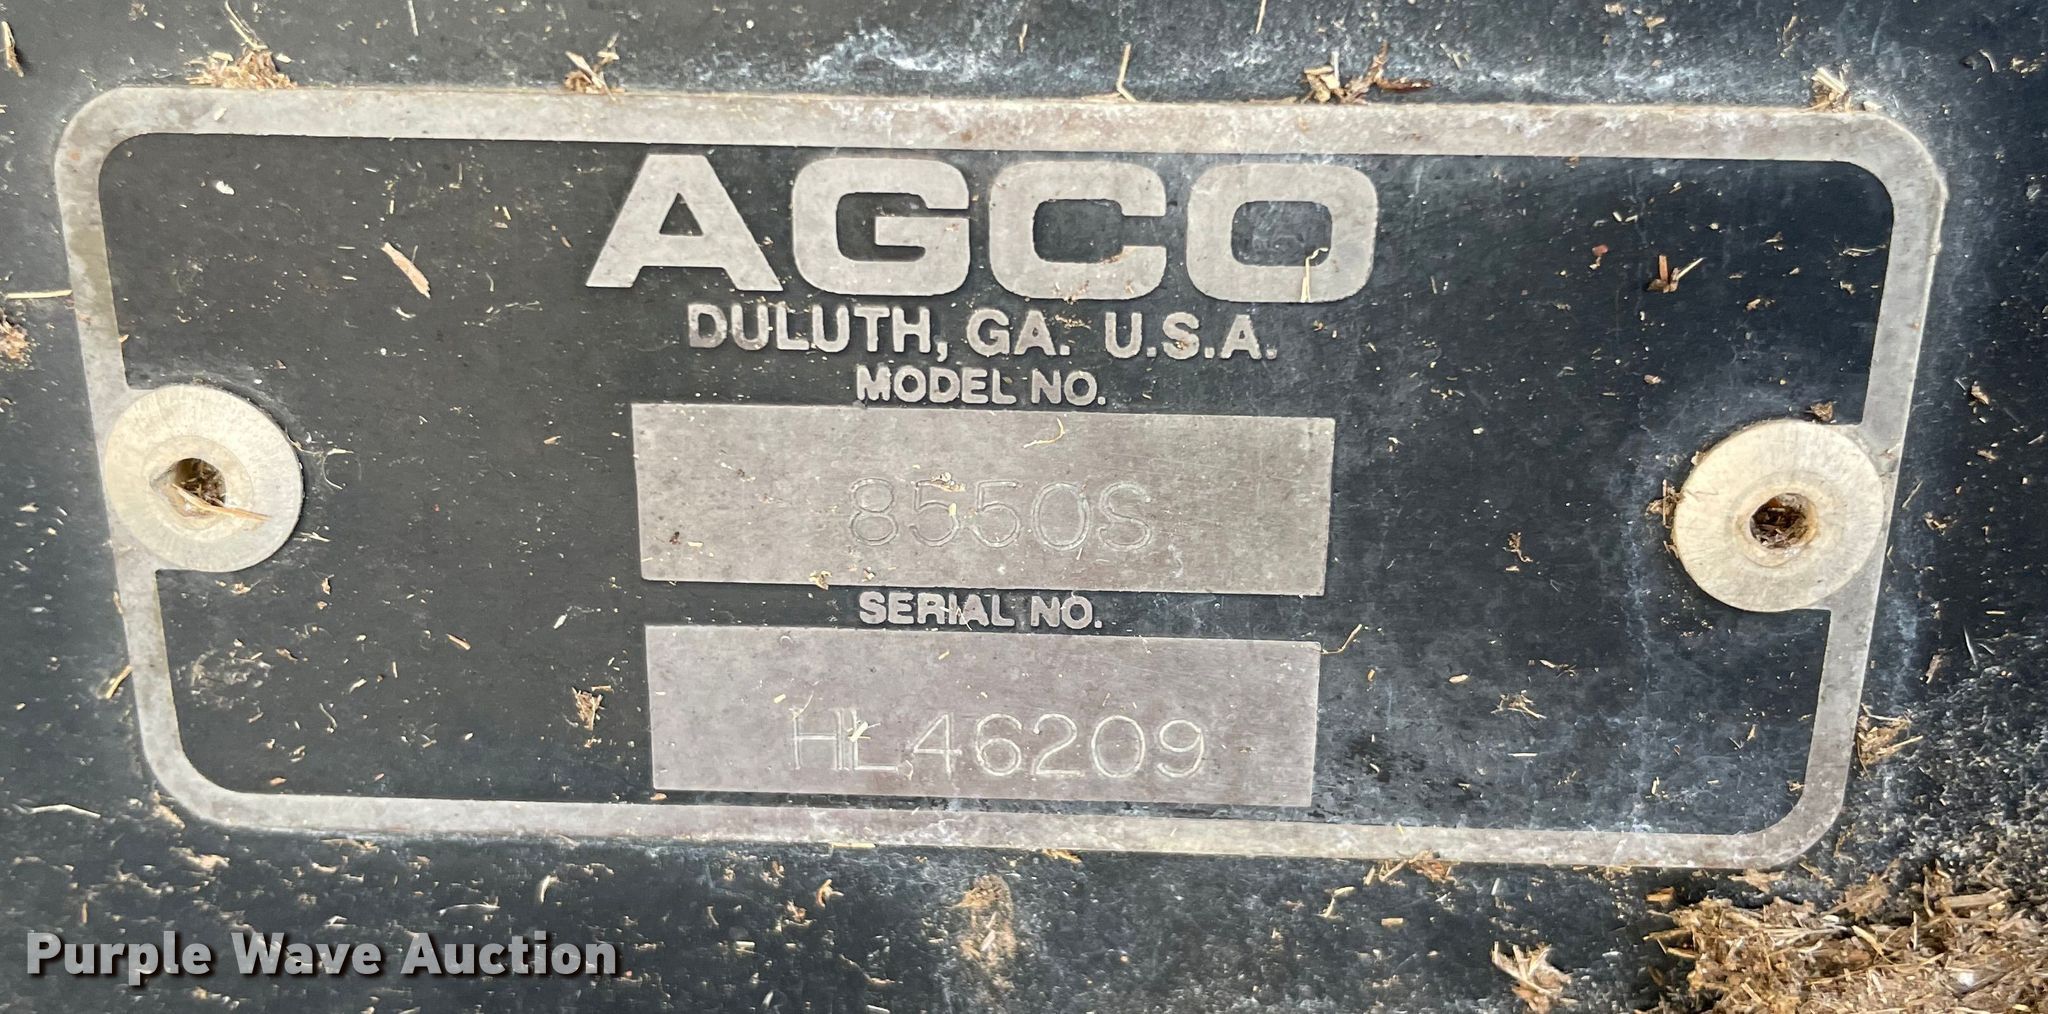 AGCO
DULUTH, GA. U.S.A.
MODEL NO.
8550S
SERIAL NO.
HL46209
Purple Wave Auction